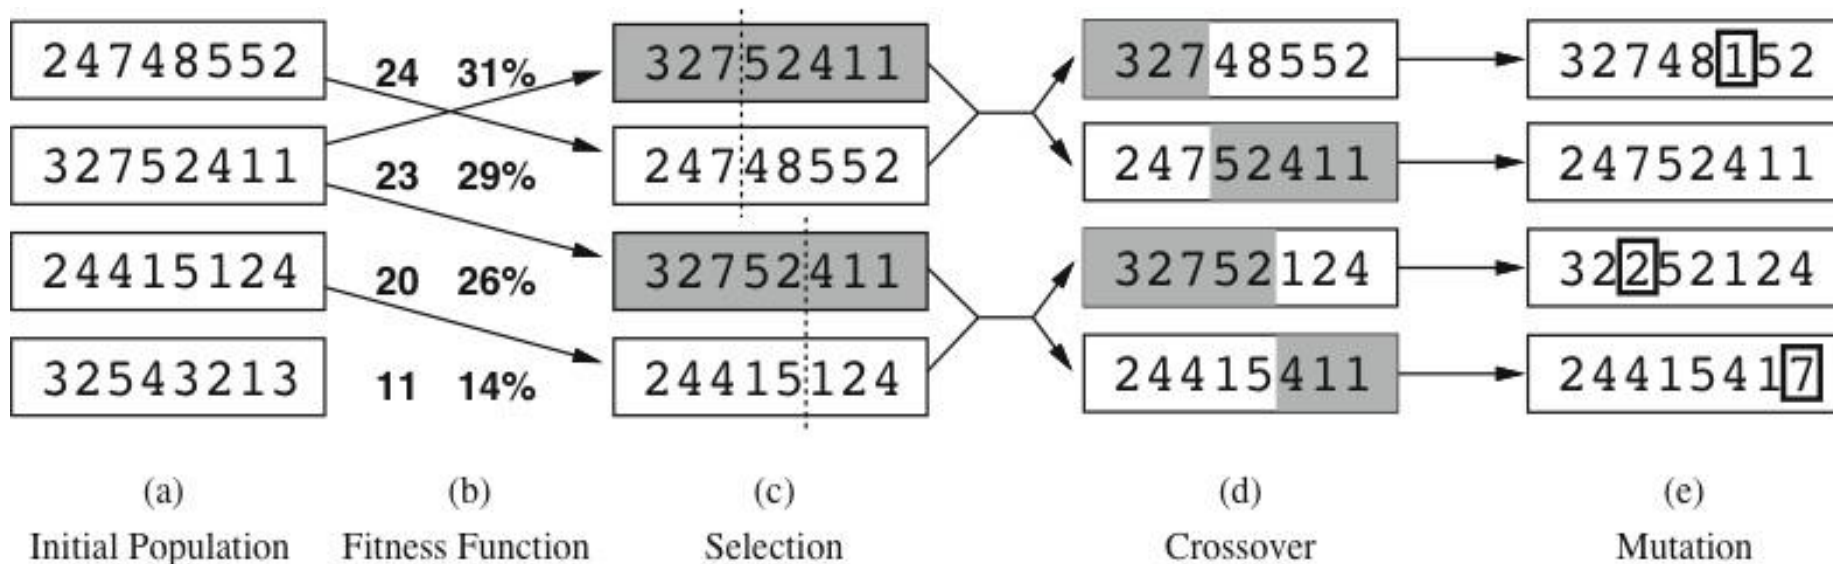 24748552 24 31% 32752411 32748552 32748152
32752411 23 29% 24748552 24752411 24752411
24415124 20 26% 32752411 32752124 32252124
32543213 11 14% 24415124 24415411 24415417
(a) (b) (c) (d) (e)
Initial Population Fitness Function Selection Crossover Mutation